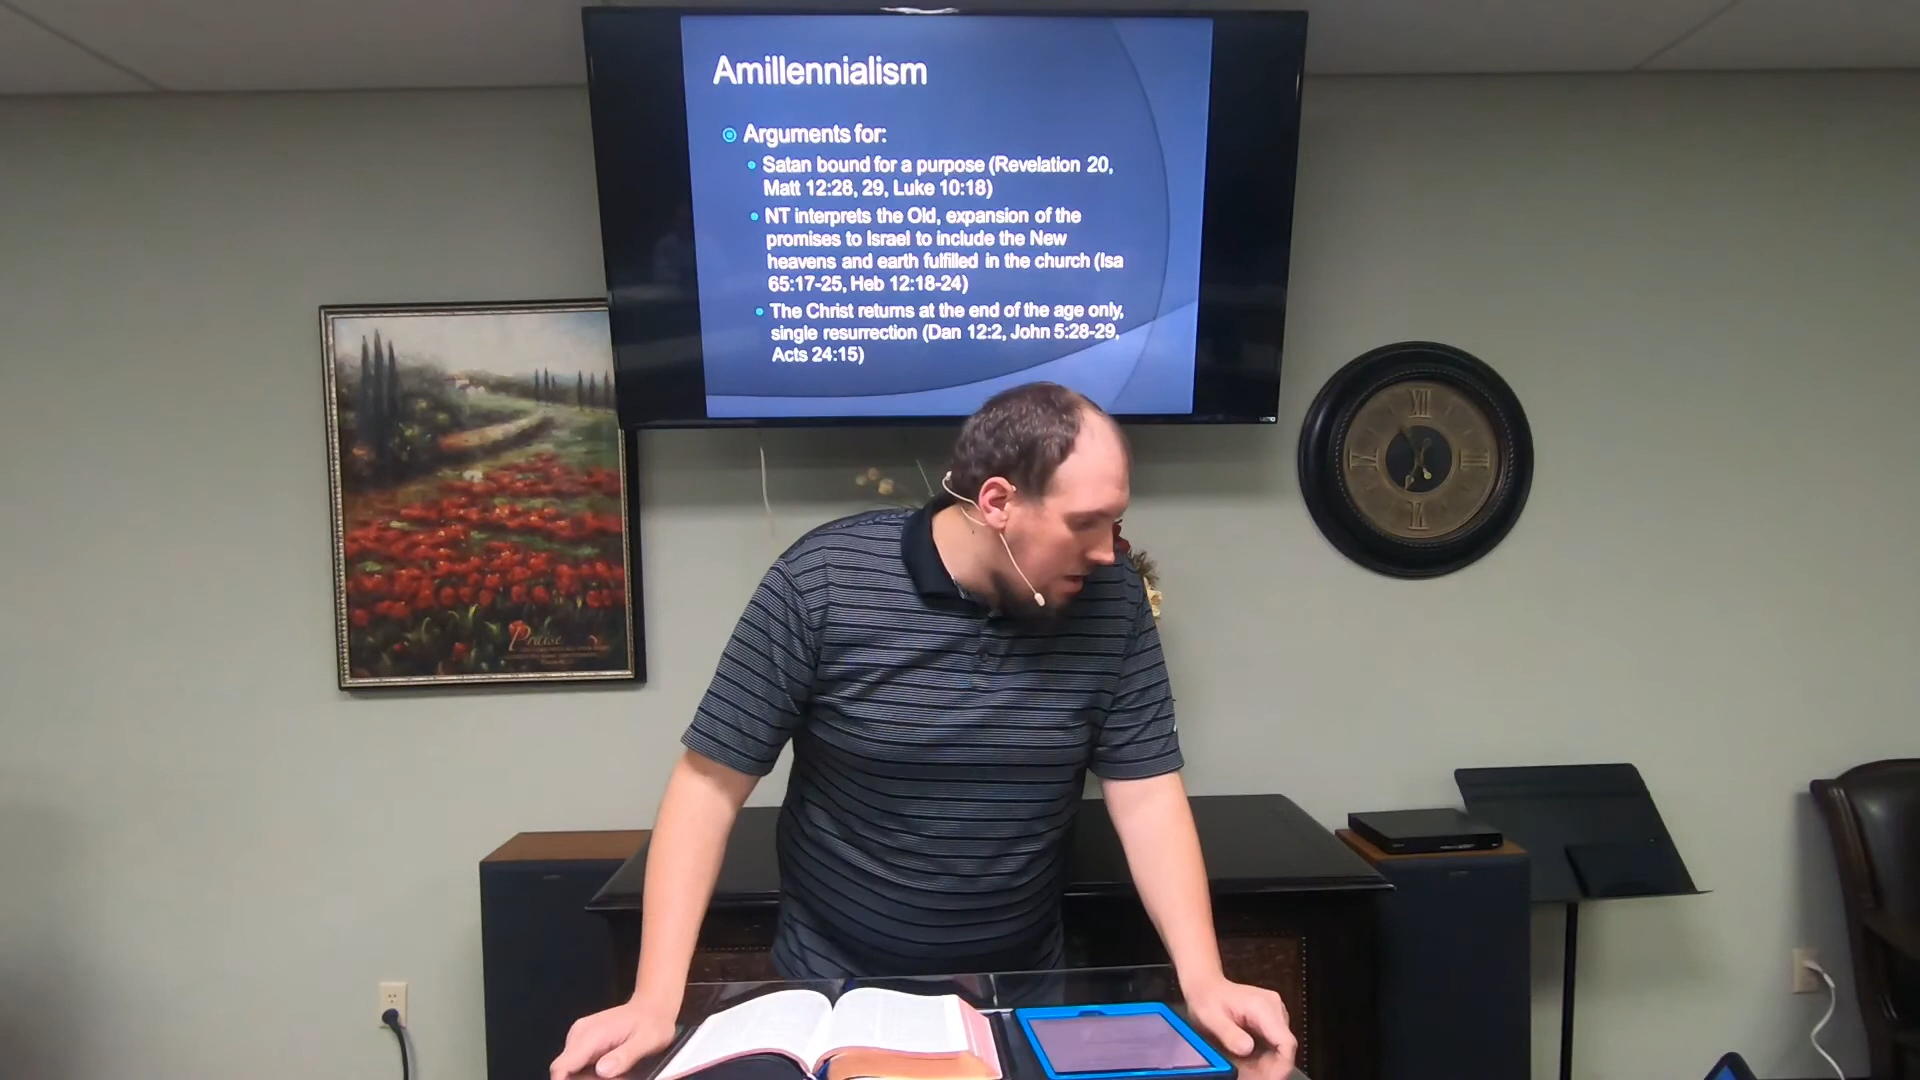 Amillennialism
Arguments for:
Satan bound for a purpose (Revelation 20,
Matt 12:28, 29, Luke 10:18)
NT interprets the Old, expansion of the
promises to Israel to include the New
heavens and earth fulfilled in the church (Isa
65:17-25, Heb 12:18-24)
The Christ returns at the end of the age only,
single resurrection (Dan 12:2, John 5:28-29,
Acts 24:15)
Praise
XII
III
IX